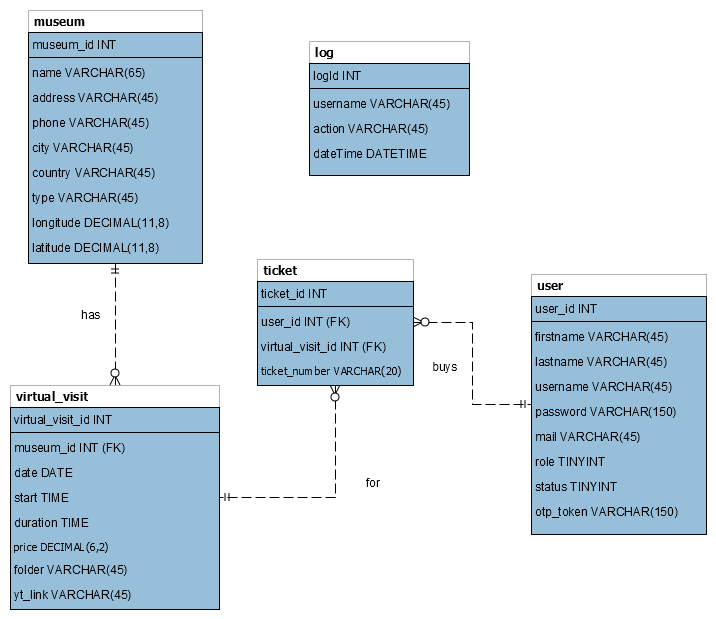 museum
museum_id INT
name VARCHAR(65)
address VARCHAR(45)
phone VARCHAR(45)
city VARCHAR(45)
country VARCHAR(45)
type VARCHAR(45)
longitude DECIMAL(11,8)
latitude DECIMAL(11,8)
log
logId INT
username VARCHAR(45)
action VARCHAR(45)
dateTime DATETIME
has
ticket
ticket_id INT
user_id INT (FK)
virtual_visit_id INT (FK)
ticket_number VARCHAR(20)
buys
user
user_id INT
firstname VARCHAR(45)
lastname VARCHAR(45)
username VARCHAR(45)
password VARCHAR(150)
mail VARCHAR(45)
role TINYINT
status TINYINT
otp_token VARCHAR(150)
virtual_visit
virtual_visit_id INT
museum_id INT (FK)
date DATE
start TIME
duration TIME
price DECIMAL(6,2)
folder VARCHAR(45)
yt_link VARCHAR(45)
for